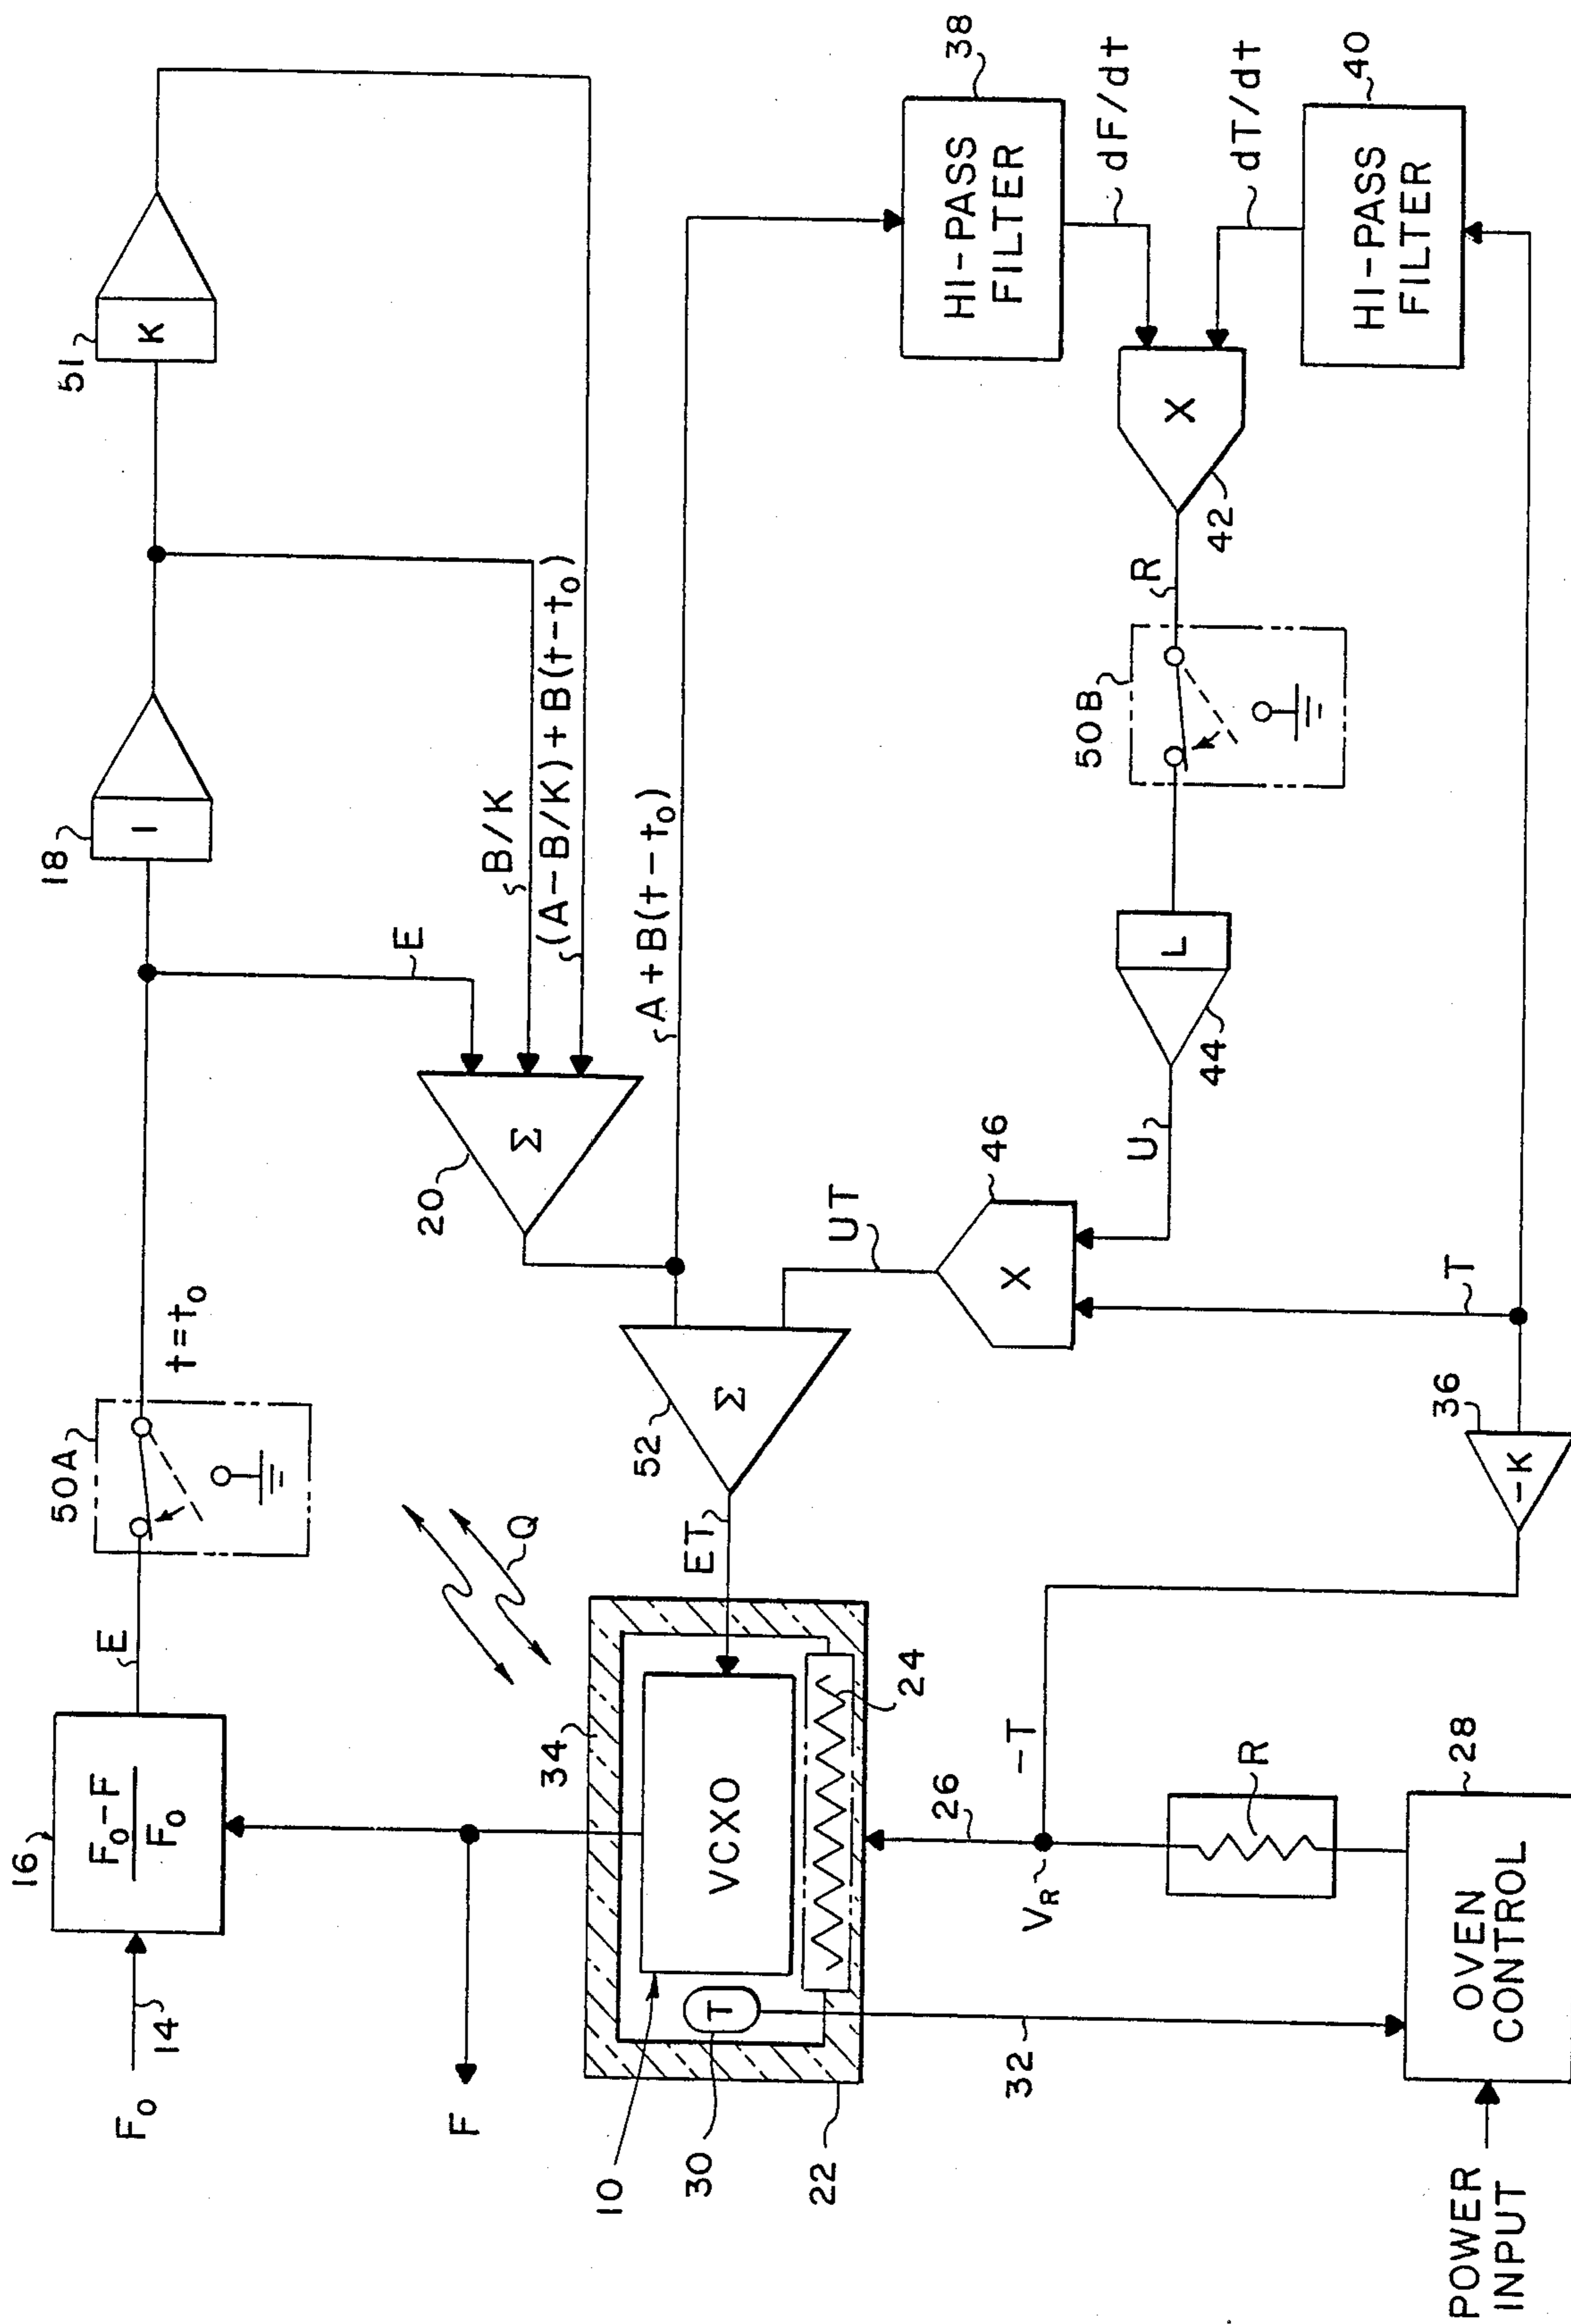 F₀
14
16
F₀-F
F₀
E
50A
t=t₀
18
I
51
K
F
E
B/K
(A-B/K)+B(t-t₀)
20
Σ
A+B(t-t₀)
Q
34
10
VCXO
30
T
22
24
ET
52
Σ
UT
46
X
U
44
L
50B
R
42
X
HI-PASS
FILTER
38
dF/dt
dT/dt
HI-PASS
FILTER
40
32
26
VR
-T
R
28
OVEN
CONTROL
POWER
INPUT
36
-K
T